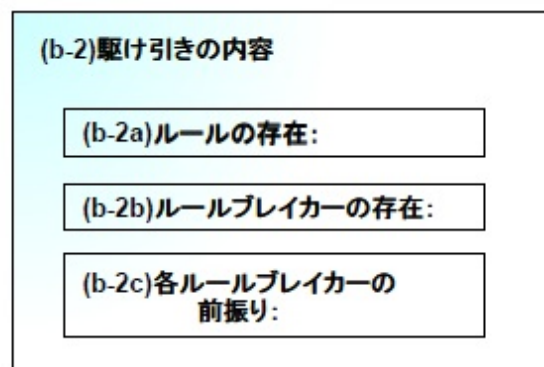 (b-2)駆け引きの内容
(b-2a)ルールの存在:
(b-2b)ルールブレイカーの存在:
(b-2c)各ルールブレイカーの
前振り: